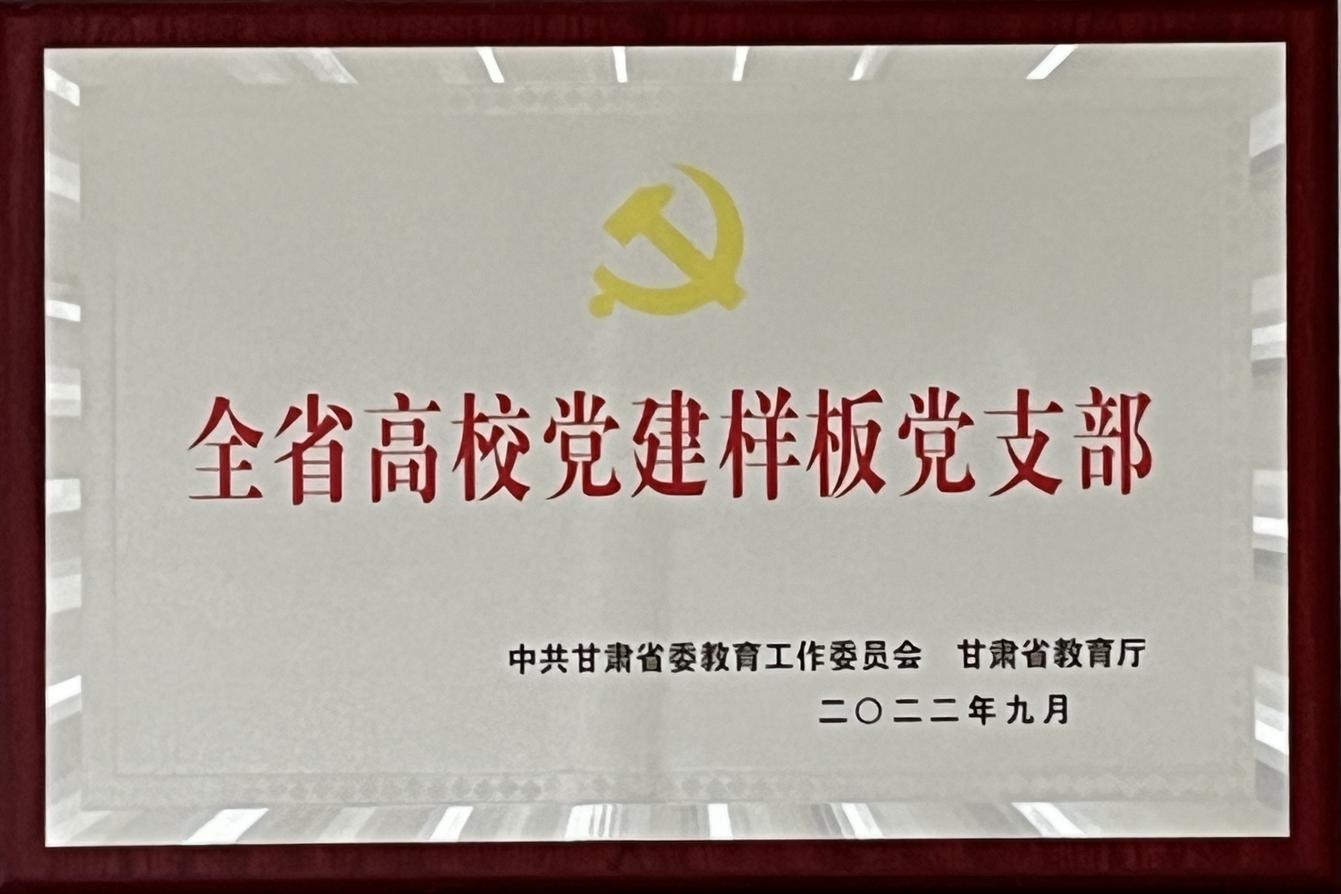 全省高校党建样板党支部
中共甘肃省委教育工作委员会　甘肃省教育厅
二〇二二年九月